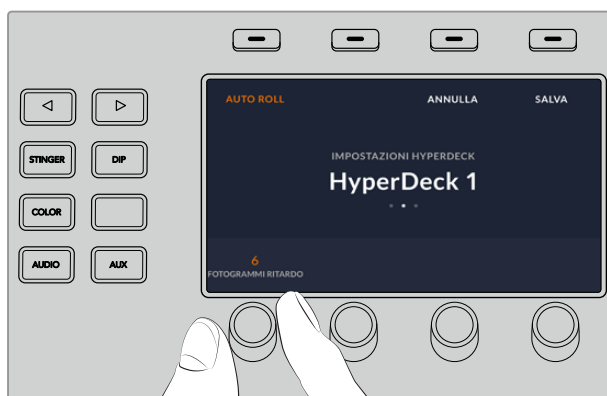 AUTO ROLL ANNULLA SALVA
STINGER DIP
IMPOSTAZIONI HYPERDECK
HyperDeck 1
COLOR
AUDIO AUX
6
FOTOGRAMMI RITARDO